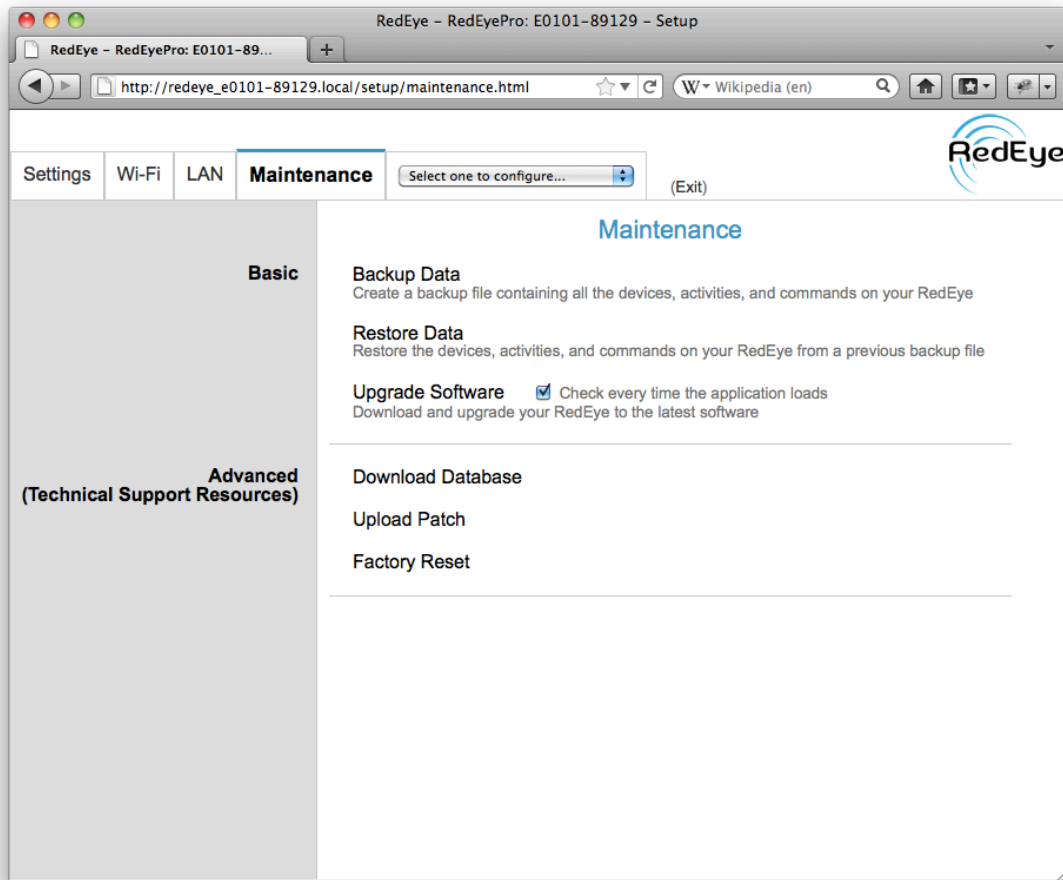 RedEye – RedEyePro: E0101–89129 – Setup
RedEye – RedEyePro: E0101–89... +
http://redeye_e0101-89129.local/setup/maintenance.html W Wikipedia (en)
RedEye
Settings Wi-Fi LAN Maintenance Select one to configure... (Exit)
Maintenance
Basic
Backup Data
Create a backup file containing all the devices, activities, and commands on your RedEye
Restore Data
Restore the devices, activities, and commands on your RedEye from a previous backup file
Upgrade Software Check every time the application loads
Download and upgrade your RedEye to the latest software
Advanced
(Technical Support Resources)
Download Database
Upload Patch
Factory Reset